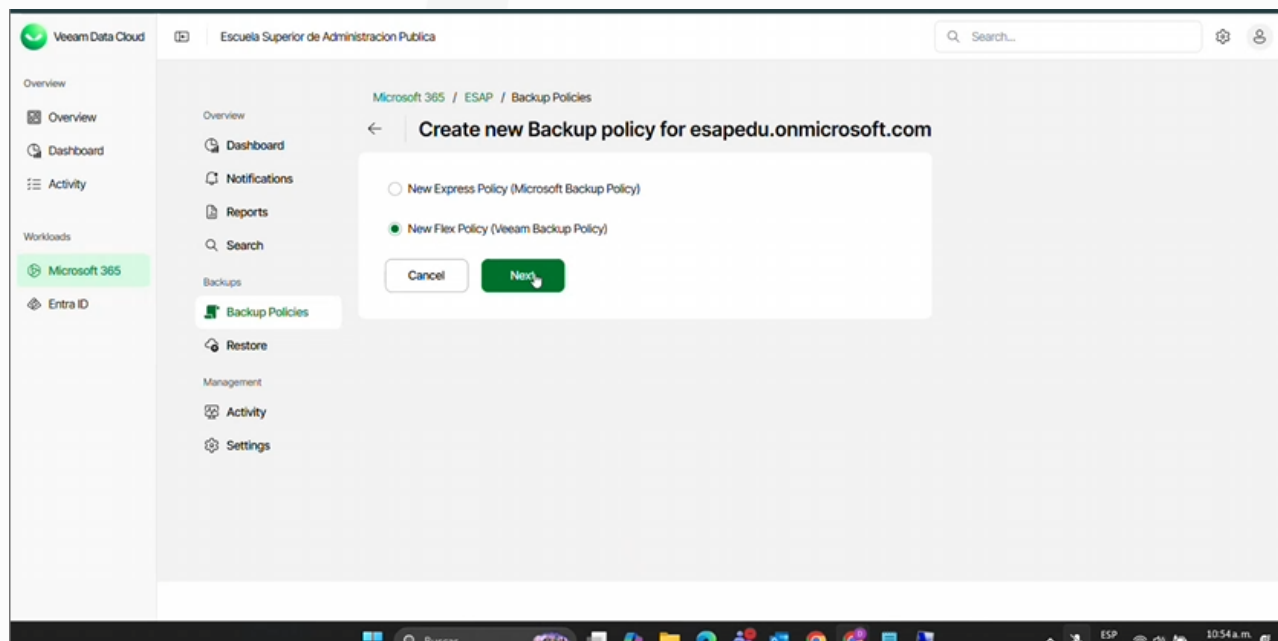 Veeam Data Cloud
Escuela Superior de Administracion Publica
Search...
Overview
Overview
Dashboard
Activity
Workloads
Microsoft 365
Entra ID
Overview
Dashboard
Notifications
Reports
Search
Backups
Backup Policies
Restore
Management
Activity
Settings
Microsoft 365 / ESAP / Backup Policies
Create new Backup policy for esapedu.onmicrosoft.com
New Express Policy (Microsoft Backup Policy)
New Flex Policy (Veeam Backup Policy)
Cancel
Next
Buscar
ESP
10:54 a. m.